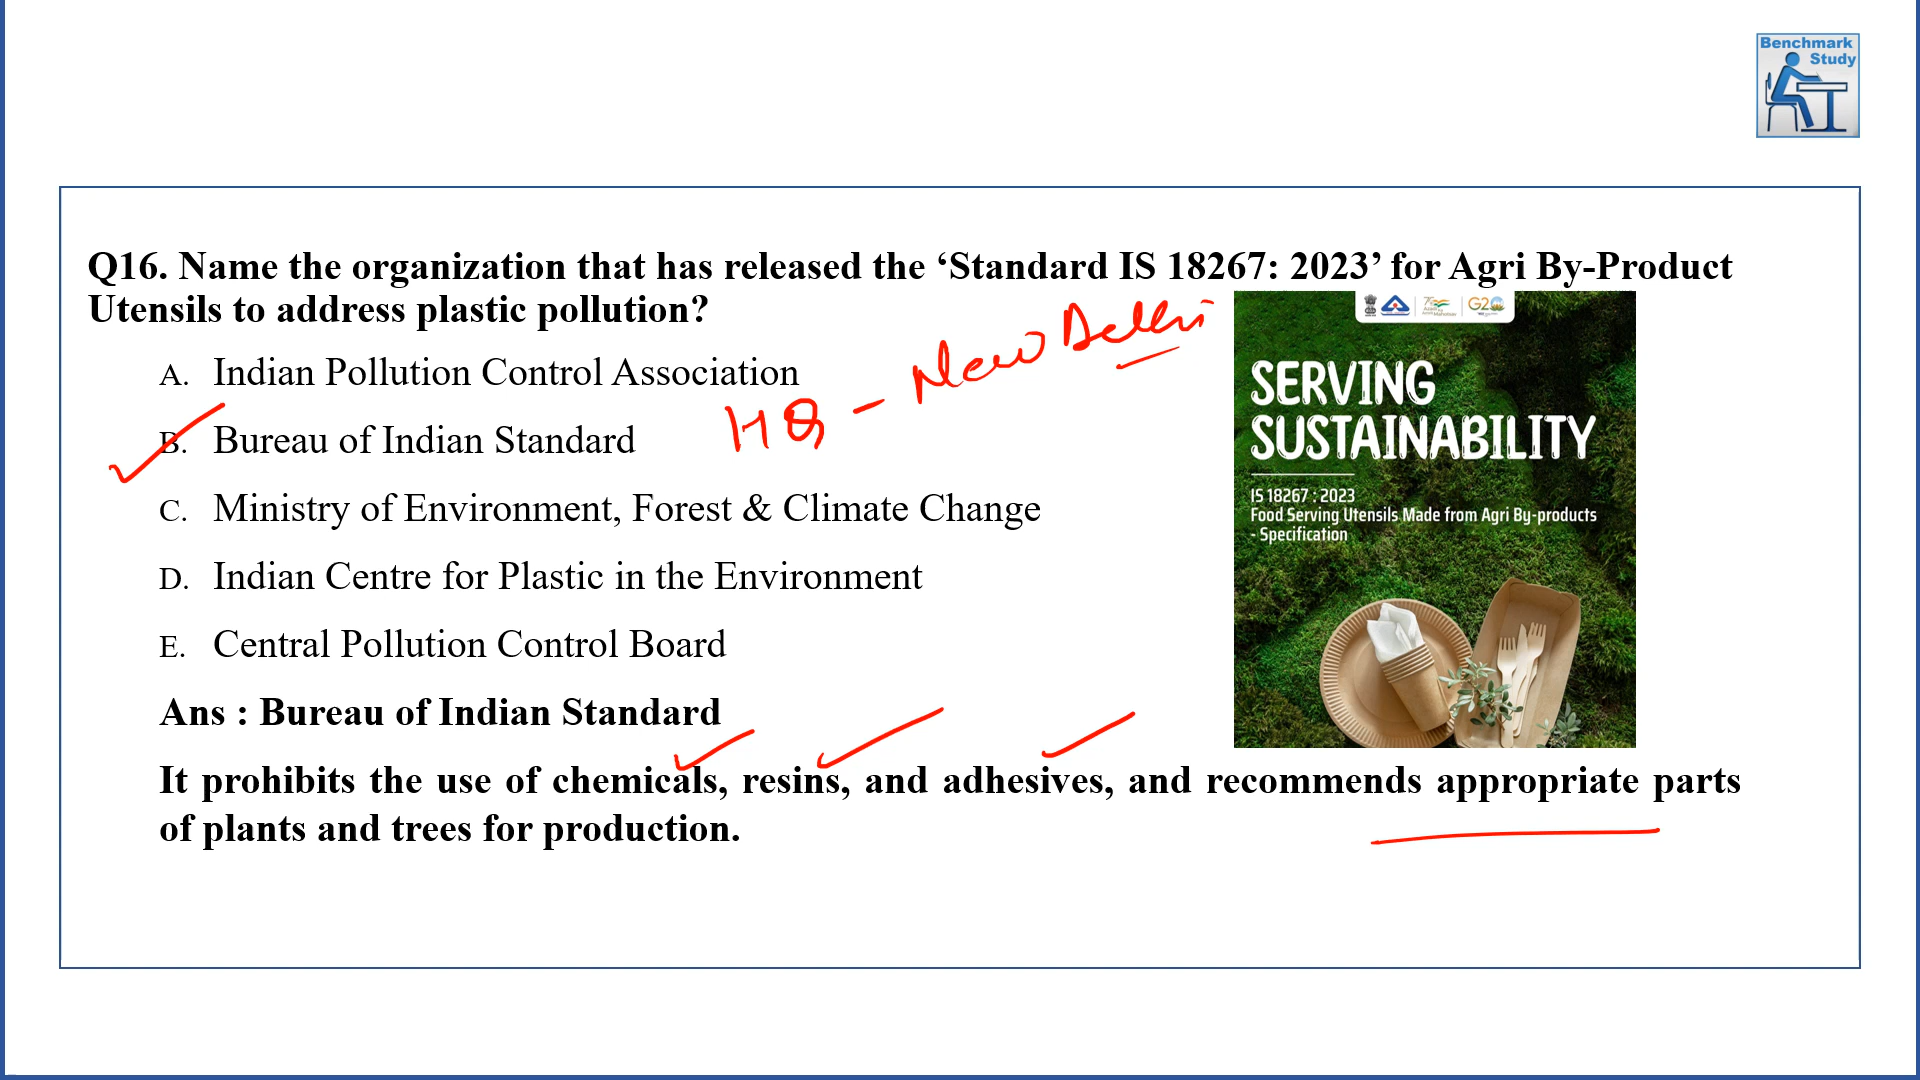 Benchmark
Study
Q16. Name the organization that has released the ‘Standard IS 18267: 2023’ for Agri By-Product
Utensils to address plastic pollution?
A. Indian Pollution Control Association
B. Bureau of Indian Standard
HQ - New Delhi
C. Ministry of Environment, Forest & Climate Change
D. Indian Centre for Plastic in the Environment
E. Central Pollution Control Board
Ans : Bureau of Indian Standard
It prohibits the use of chemicals, resins, and adhesives, and recommends appropriate parts
of plants and trees for production.
G20
SERVING
SUSTAINABILITY
IS 18267 : 2023
Food Serving Utensils Made from Agri By-products
- Specification